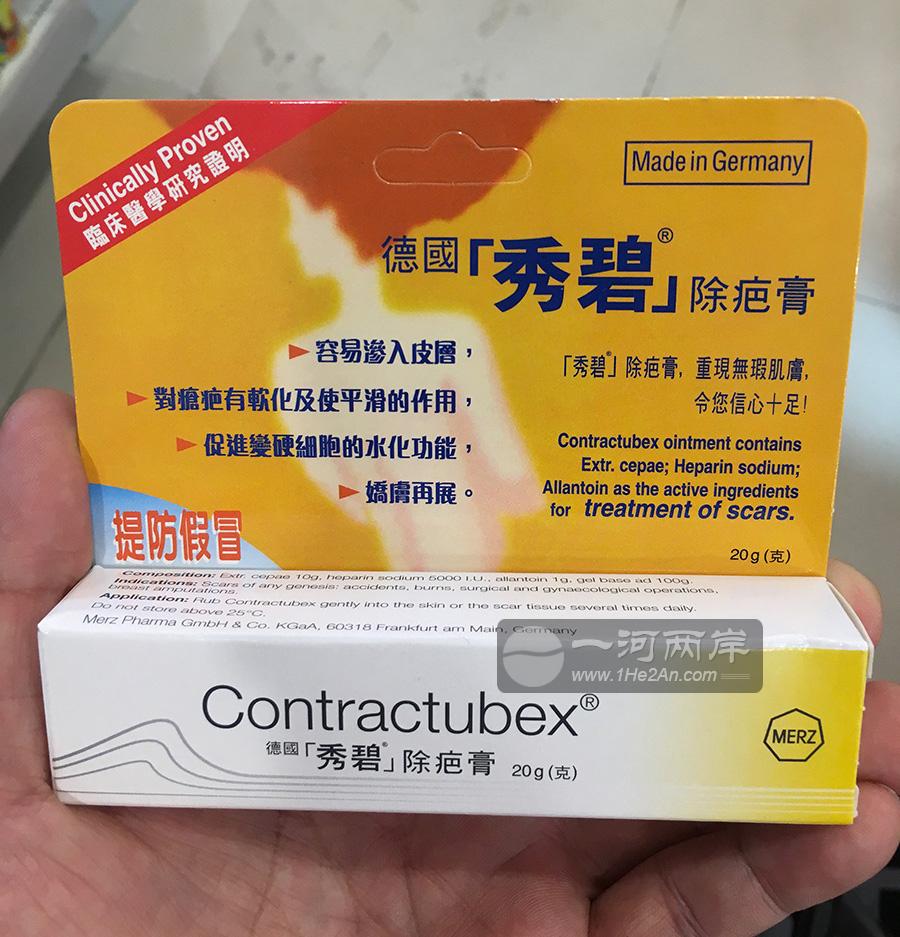 Clinically Proven
臨床醫學研究證明
Made in Germany
德國「秀碧」® 除疤膏
▶ 容易滲入皮層，
▶ 對瘡疤有軟化及使平滑的作用，
▶ 促進變硬細胞的水化功能，
▶ 嬌膚再展。
「秀碧®」除疤膏, 重現無瑕肌膚,
令您信心十足!
Contractubex ointment contains
Extr. cepae; Heparin sodium;
Allantoin as the active ingredients
for treatment of scars.
提防假冒
20g (克)
Composition: Extr. cepae 10g, heparin sodium 5000 I.U., allantoin 1g, gel base ad 100g.
Indications: Scars of any genesis: accidents, burns, surgical and gynaecological operations,
breast amputations.
Application: Rub Contractubex gently into the skin or the scar tissue several times daily.
Do not store above 25°C.
Merz Pharma GmbH & Co. KGaA, 60318 Frankfurt am Main, Germany
一河两岸
www.1He2An.com
Contractubex®
德國「秀碧®」除疤膏 20g (克)
MERZ